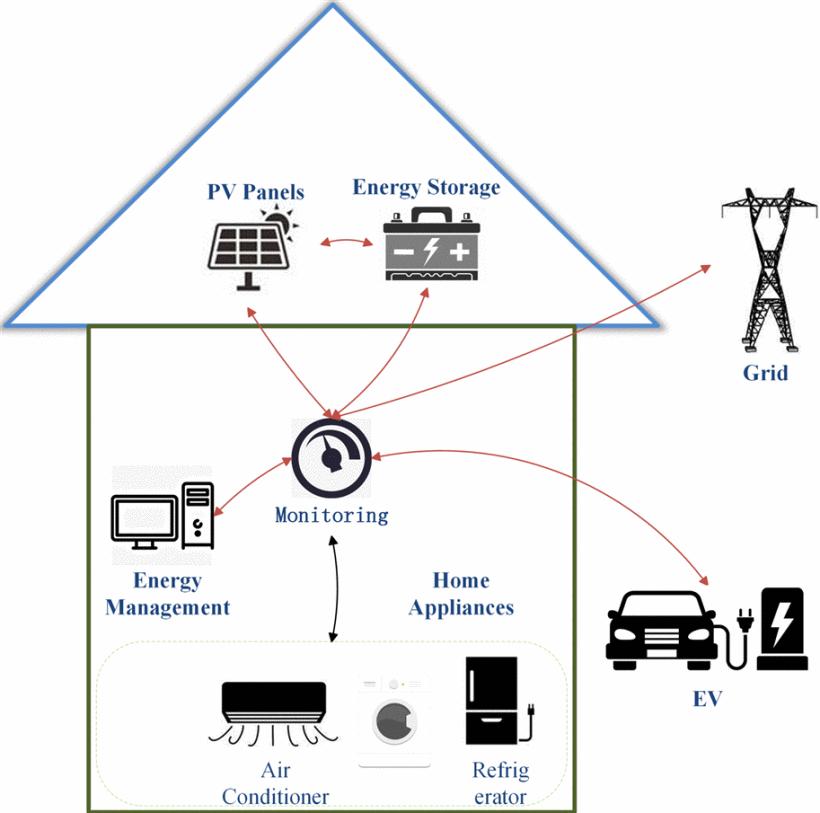 PV Panels
Energy Storage
Grid
Monitoring
Energy
Management
Home
Appliances
EV
Air
Conditioner
Refrig
erator